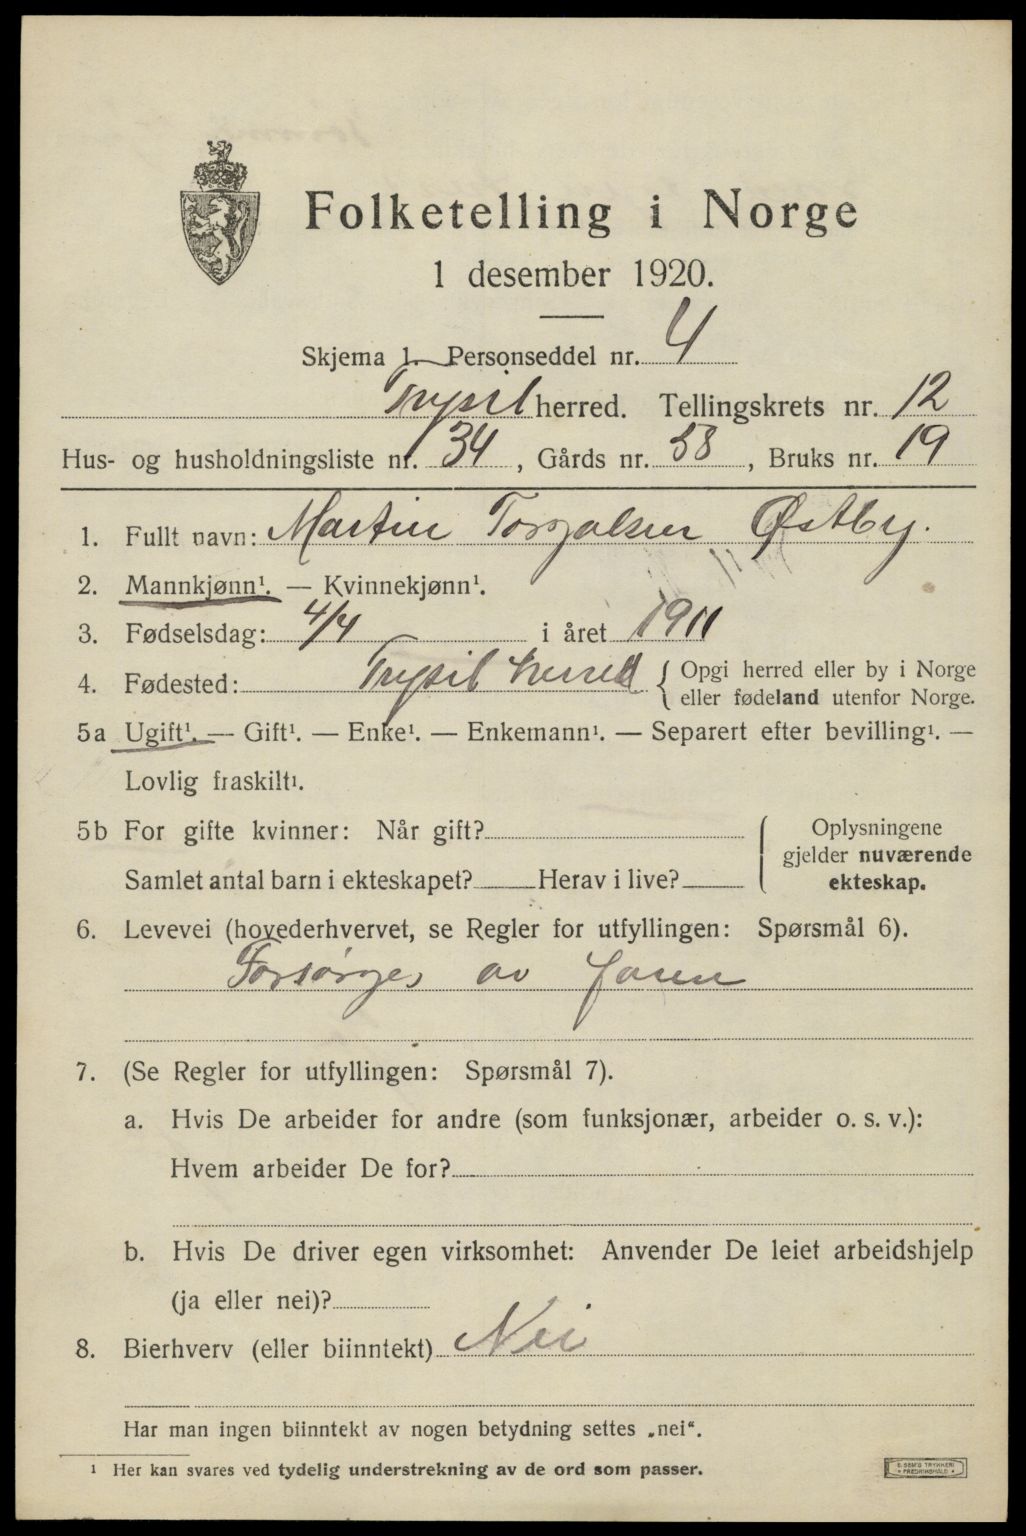 Folketelling i Norge
1 desember 1920.
Skjema 1. Personseddel nr. 4
Trysil herred. Tellingskrets nr. 12
Hus- og husholdningsliste nr. 34, Gårds nr. 58, Bruks nr. 19
1. Fullt navn: Martin Torgalsen Østby.
2. Mannkjønn¹. — Kvinnekjønn¹.
3. Fødselsdag: 4/4 i året 1911
4. Fødested: Trysil herred { Opgi herred eller by i Norge
eller fødeland utenfor Norge.
5a Ugift¹. — Gift¹. — Enke¹. — Enkemann¹. — Separert efter bevilling¹. —
Lovlig fraskilt¹.
5b For gifte kvinner: Når gift?
Samlet antal barn i ekteskapet? Herav i live?
Oplysningene
gjelder nuværende
ekteskap.
6. Levevei (hovederhvervet, se Regler for utfyllingen: Spørsmål 6).
Forsørges av faren
7. (Se Regler for utfyllingen: Spørsmål 7).
a. Hvis De arbeider for andre (som funksjonær, arbeider o. s. v.):
Hvem arbeider De for?
b. Hvis De driver egen virksomhet: Anvender De leiet arbeidshjelp
(ja eller nei)?
8. Bierhverv (eller biinntekt) Nei
Har man ingen biinntekt av nogen betydning settes „nei“.
¹ Her kan svares ved tydelig understrekning av de ord som passer.